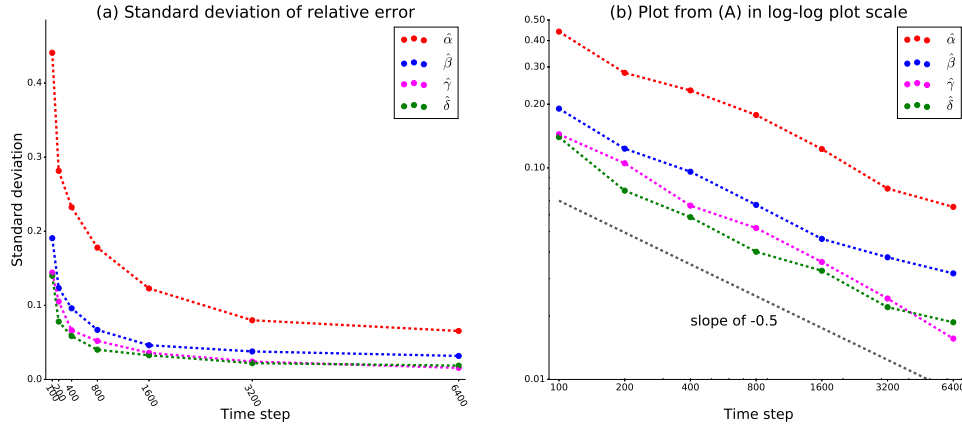 (a) Standard deviation of relative error
Standard deviation
0.4
0.3
0.2
0.1
0.0
100
200
400
800
1600
3200
6400
Time step
α̂
β̂
γ̂
δ̂
(b) Plot from (A) in log-log plot scale
0.50
0.40
0.30
0.20
0.10
0.01
100
200
400
800
1600
3200
6400
Time step
slope of -0.5
α̂
β̂
γ̂
δ̂